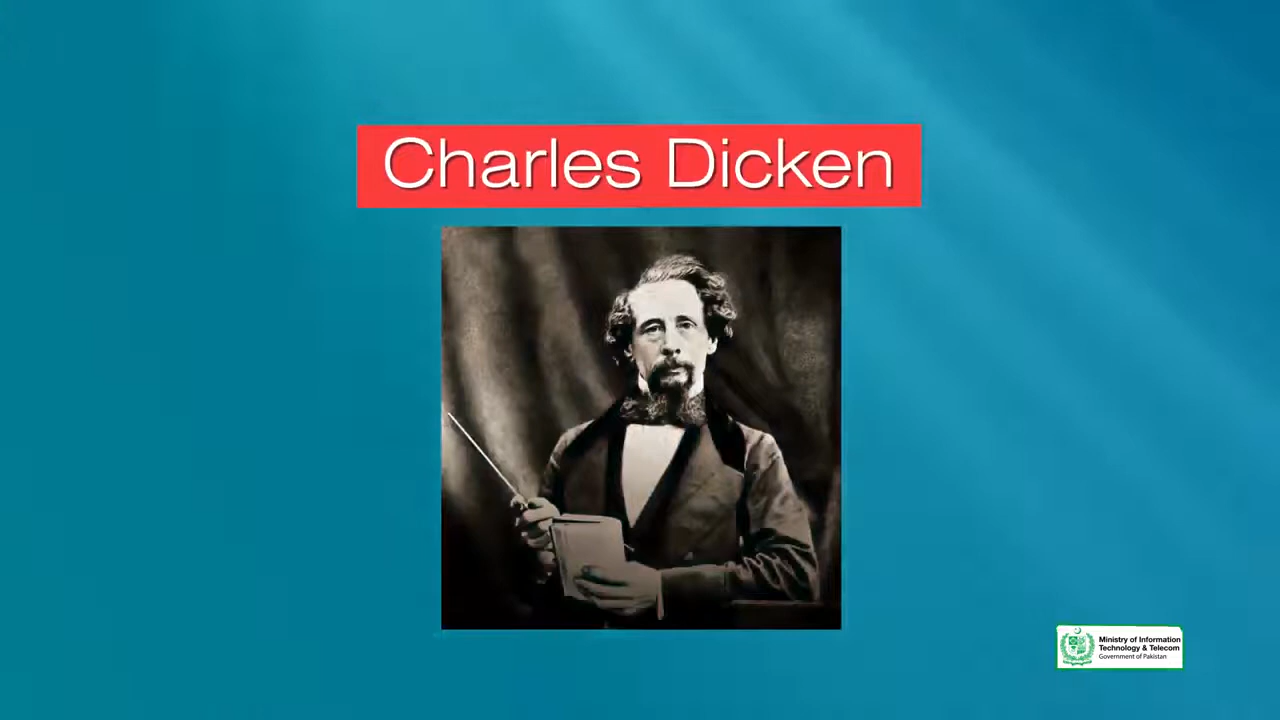 Charles Dicken
Ministry of Information
Technology & Telecom
Government of Pakistan